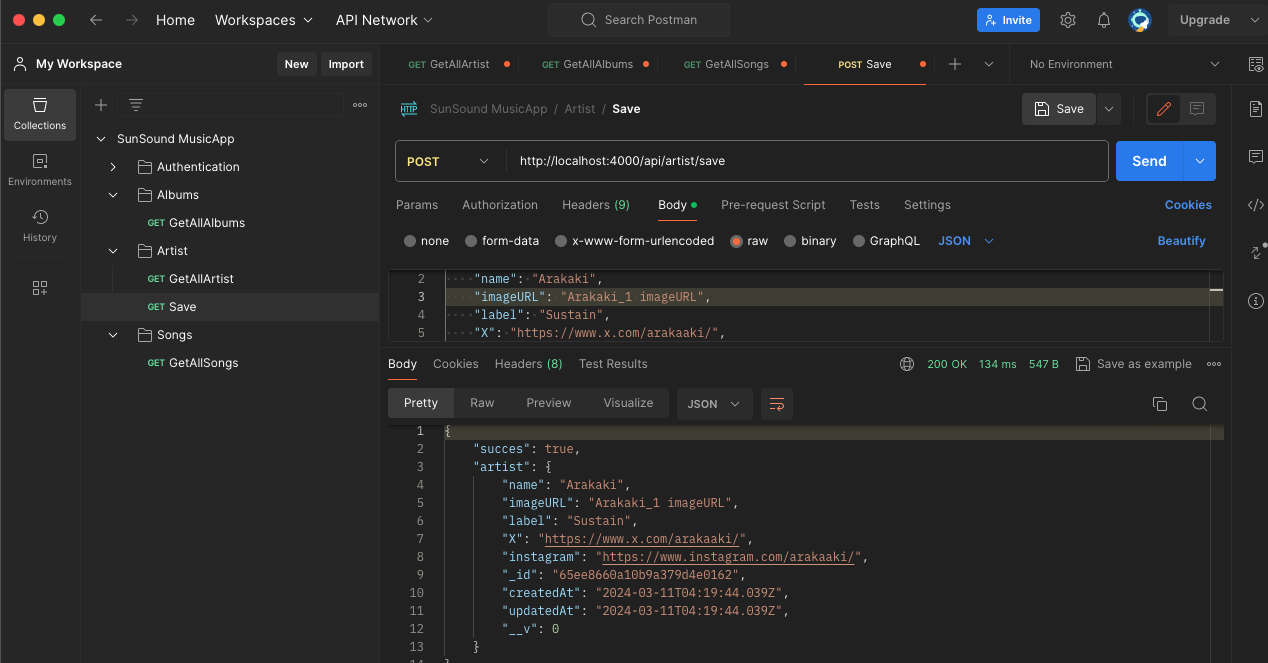 Home Workspaces API Network Search Postman Invite Upgrade
My Workspace New Import GET GetAllArtist GET GetAllAlbums GET GetAllSongs POST Save No Environment
Collections
Environments
History
SunSound MusicApp
Authentication
Albums
GET GetAllAlbums
Artist
GET GetAllArtist
GET Save
Songs
GET GetAllSongs
HTTP SunSound MusicApp / Artist / Save Save
POST http://localhost:4000/api/artist/save Send
Params Authorization Headers (9) Body Pre-request Script Tests Settings Cookies
none form-data x-www-form-urlencoded raw binary GraphQL JSON Beautify
2 "name": "Arakaki",
3 "imageURL": "Arakaki_1 imageURL",
4 "label": "Sustain",
5 "X": "https://www.x.com/arakaaki/",
Body Cookies Headers (8) Test Results 200 OK 134 ms 547 B Save as example
Pretty Raw Preview Visualize JSON
1 {
2 "succes": true,
3 "artist": {
4 "name": "Arakaki",
5 "imageURL": "Arakaki_1 imageURL",
6 "label": "Sustain",
7 "X": "https://www.x.com/arakaaki/",
8 "instagram": "https://www.instagram.com/arakaaki/",
9 "_id": "65ee8660a10b9a379d4e0162",
10 "createdAt": "2024-03-11T04:19:44.039Z",
11 "updatedAt": "2024-03-11T04:19:44.039Z",
12 "__v": 0
13 }